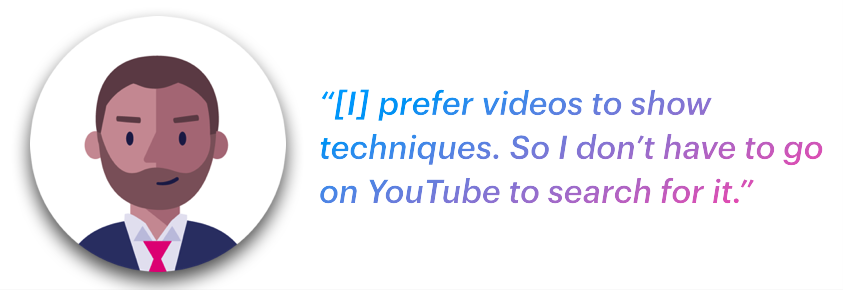 “[I] prefer videos to show
techniques. So I don’t have to go
on YouTube to search for it.”